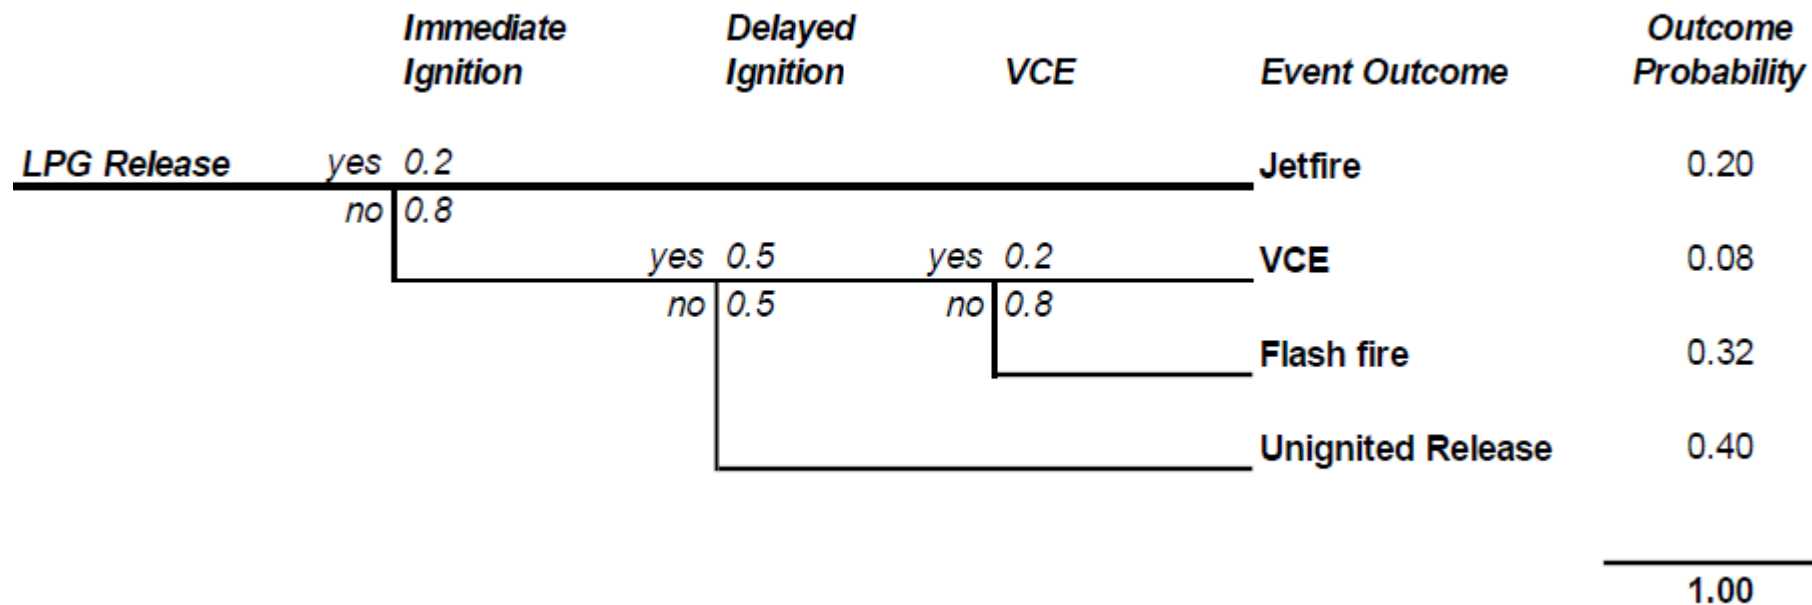 Immediate Delayed Outcome
Ignition Ignition VCE Event Outcome Probability
LPG Release yes 0.2 Jetfire 0.20
no 0.8
yes 0.5 yes 0.2 VCE 0.08
no 0.5 no 0.8
Flash fire 0.32
Unignited Release 0.40
1.00